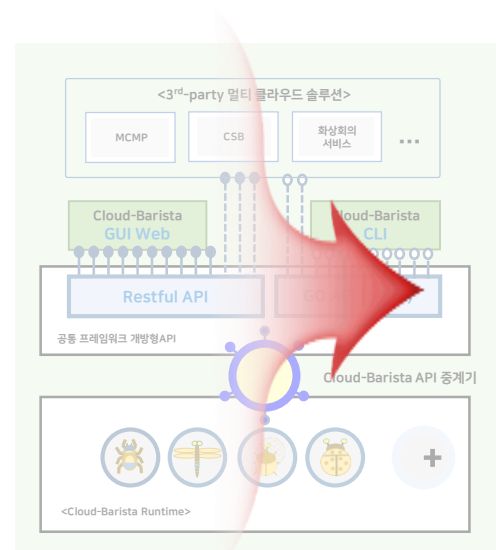 <3rd-party 멀티 클라우드 솔루션>
MCMP
CSB
화상회의
서비스
...
Cloud-Barista
GUI Web
Cloud-Barista
CLI
Restful API
GO
공통 프레임워크 개방형API
Cloud-Barista API 중계기
+
<Cloud-Barista Runtime>